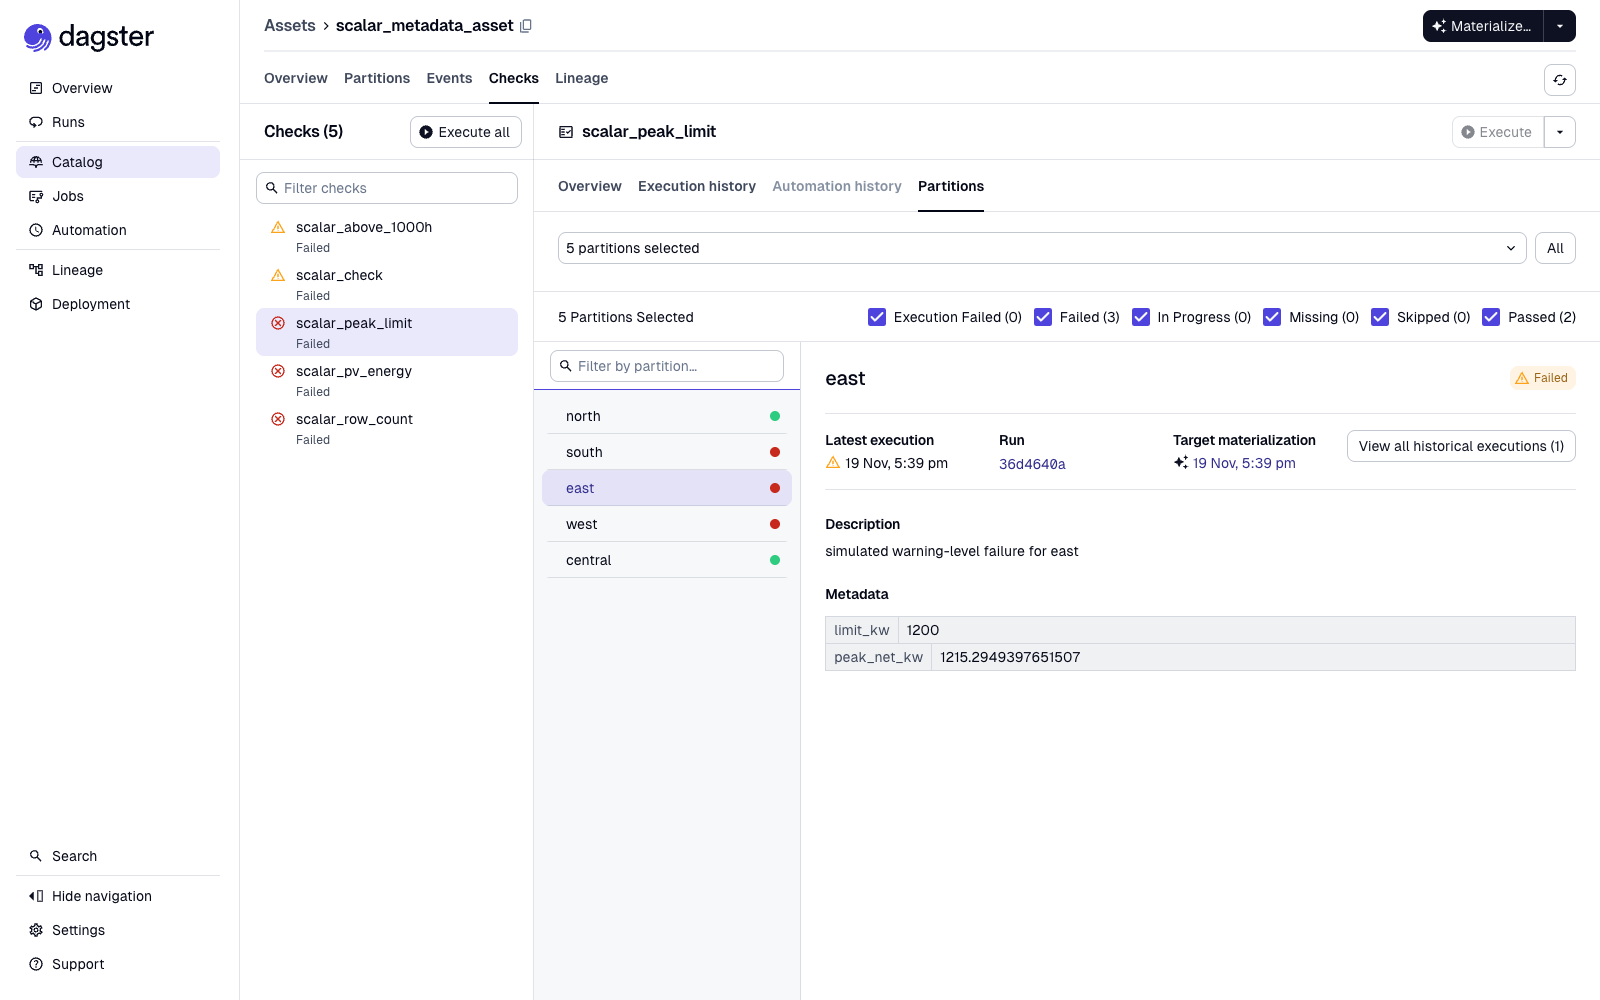 dagster
Overview
Runs
Catalog
Jobs
Automation
Lineage
Deployment
Search
Hide navigation
Settings
Support
Assets › scalar_metadata_asset
Materialize...
Overview Partitions Events Checks Lineage
Checks (5)
Execute all
Filter checks
scalar_above_1000h
Failed
scalar_check
Failed
scalar_peak_limit
Failed
scalar_pv_energy
Failed
scalar_row_count
Failed
scalar_peak_limit
Execute
Overview Execution history Automation history Partitions
5 partitions selected
All
5 Partitions Selected
Execution Failed (0) Failed (3) In Progress (0) Missing (0) Skipped (0) Passed (2)
Filter by partition...
north
south
east
west
central
east
Failed
Latest execution
19 Nov, 5:39 pm
Run
36d4640a
Target materialization
19 Nov, 5:39 pm
View all historical executions (1)
Description
simulated warning-level failure for east
Metadata
limit_kw 1200
peak_net_kw 1215.2949397651507